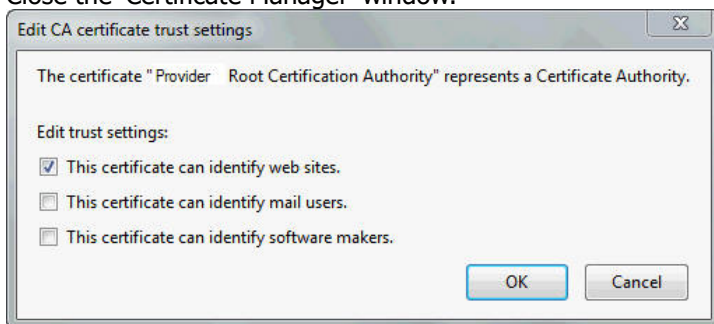 Close the 'Certificate Manager' window.
Edit CA certificate trust settings
The certificate "Provider Root Certification Authority" represents a Certificate Authority.
Edit trust settings:
This certificate can identify web sites.
This certificate can identify mail users.
This certificate can identify software makers.
OK Cancel